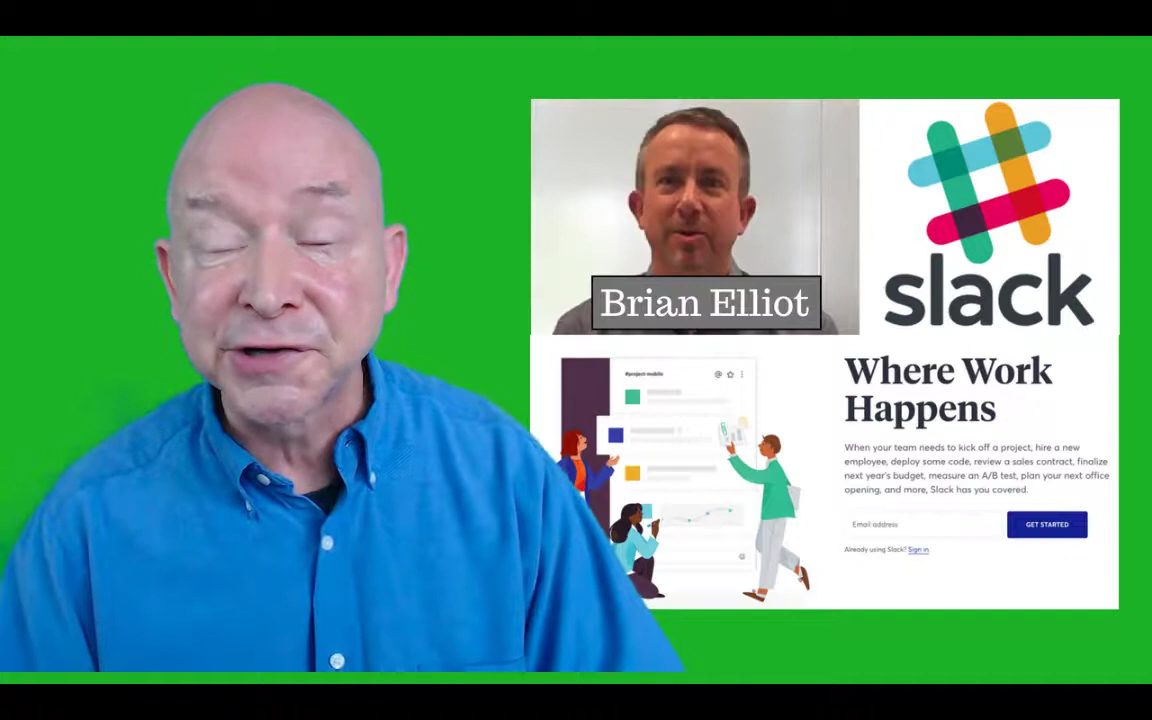 Brian Elliot
slack
#project-mobile
Where Work
Happens
When your team needs to kick off a project, hire a new
employee, deploy some code, review a sales contract, finalize
next year's budget, measure an A/B test, plan your next office
opening, and more, Slack has you covered.
Email address
GET STARTED
Already using Slack? Sign in